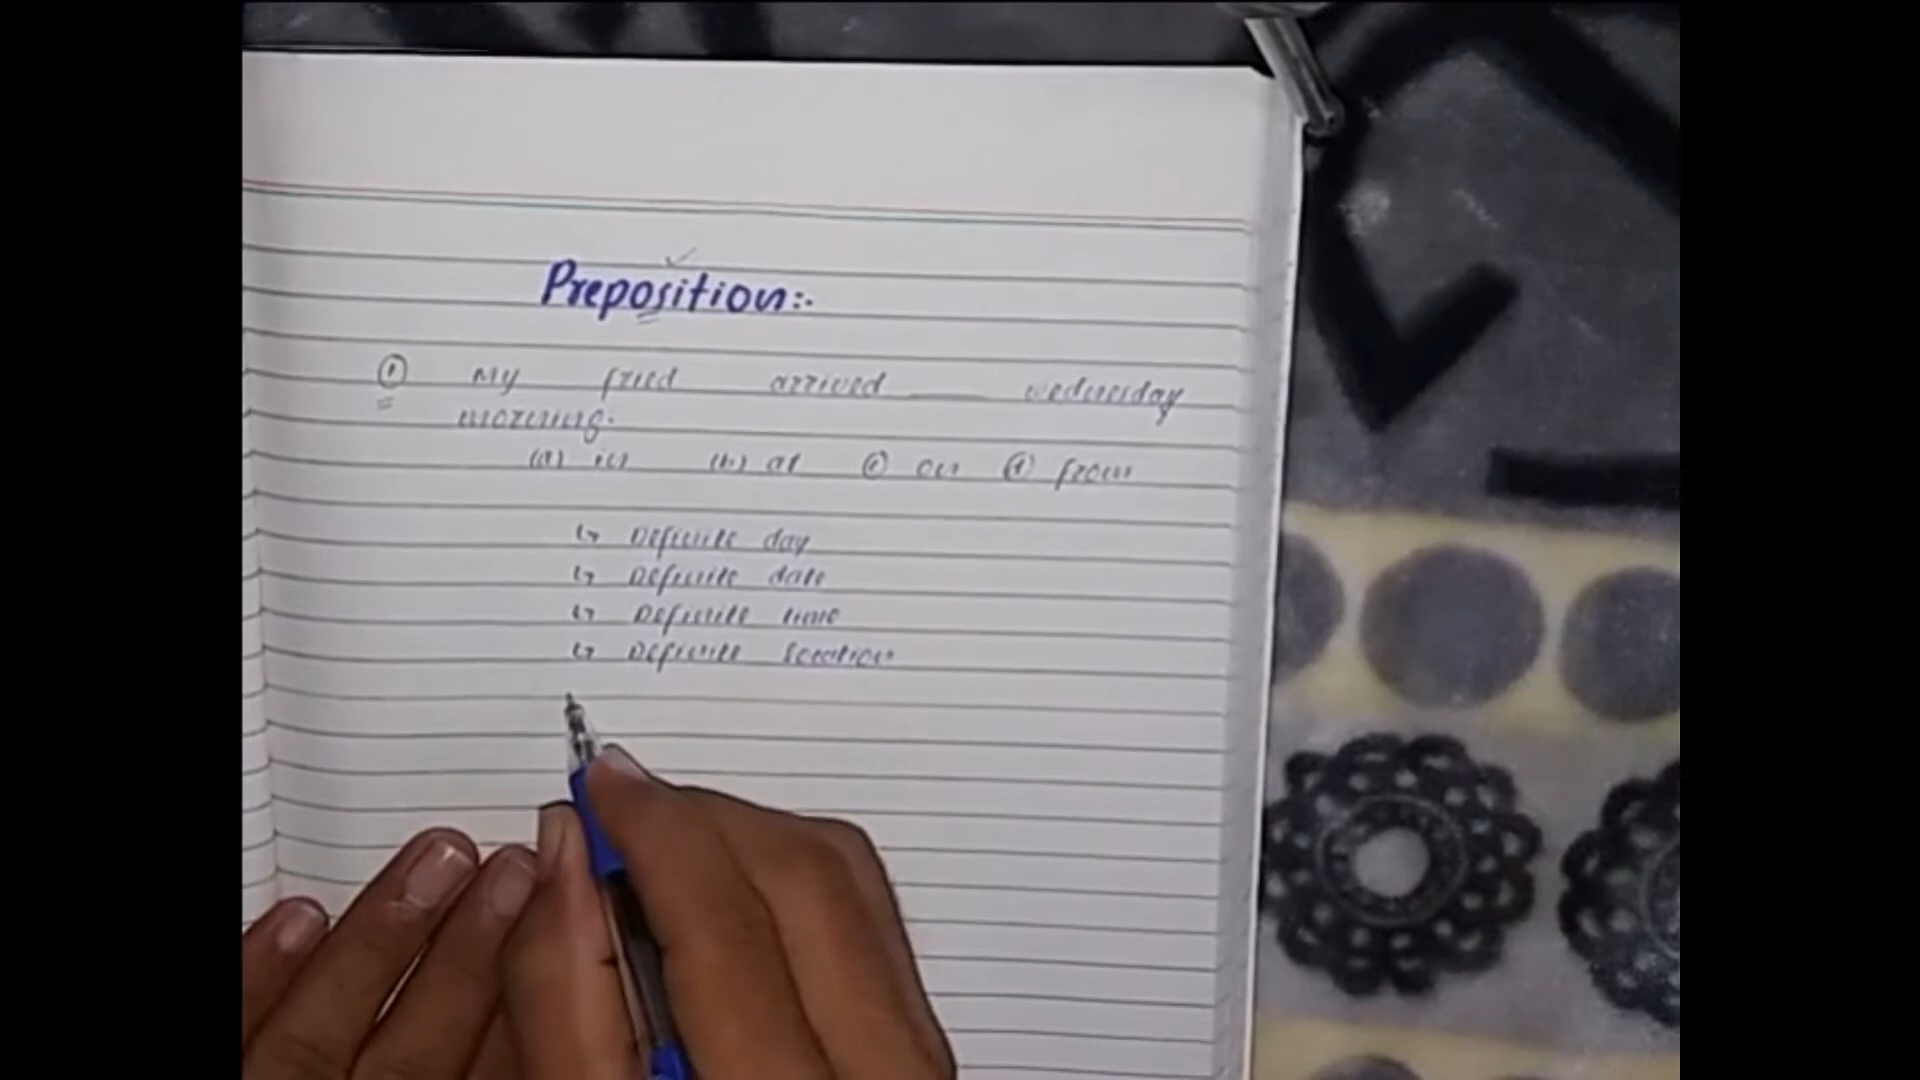 Preposition:-
① My fried arrived ____ wednesday
morning.
(a) in (b) at (c) on (d) from
↳ Definite day
↳ Definite date
↳ Definite time
↳ Definite location